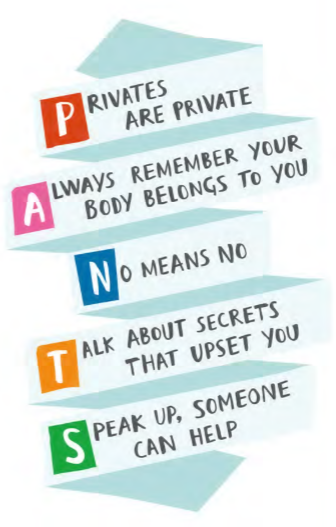 PRIVATES
ARE PRIVATE
ALWAYS REMEMBER YOUR
BODY BELONGS TO YOU
NO MEANS NO
TALK ABOUT SECRETS
THAT UPSET YOU
SPEAK UP, SOMEONE
CAN HELP